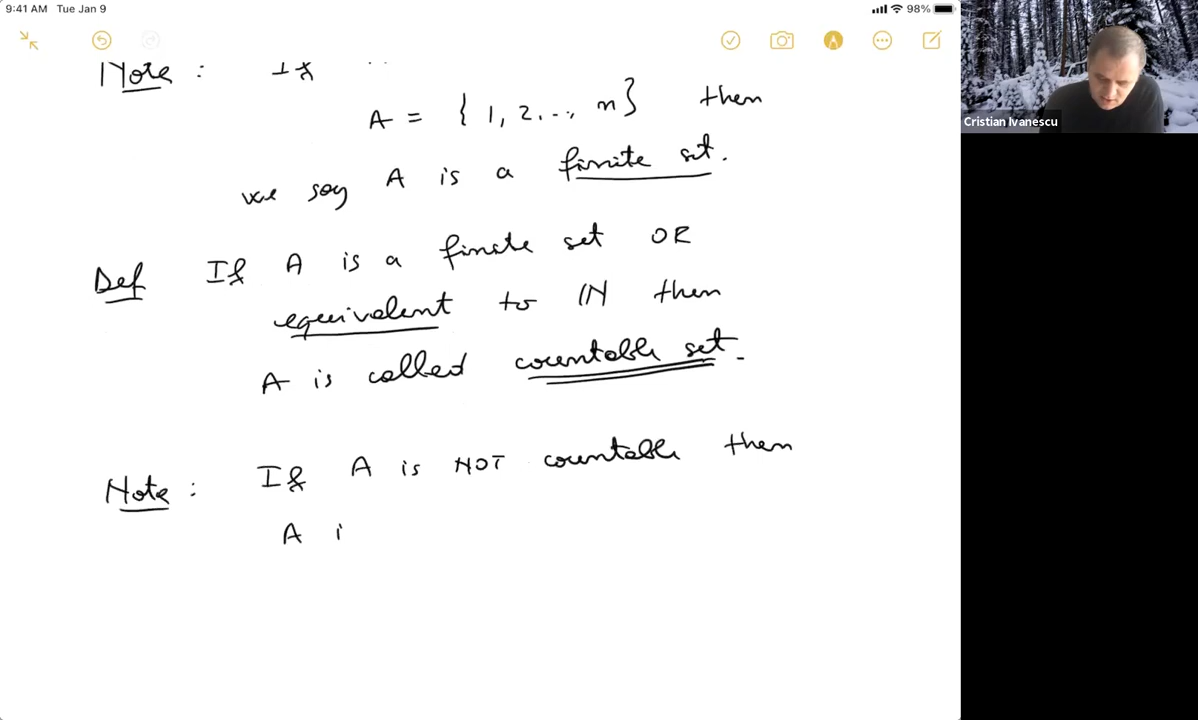 9:41 AM Tue Jan 9
98%
Note : If
A = { 1, 2..., n } then
we say A is a finite set.
Def If A is a finite set OR
equivalent to IN then
A is called countable set.
Note : If A is NOT countable then
A i
Cristian Ivanescu